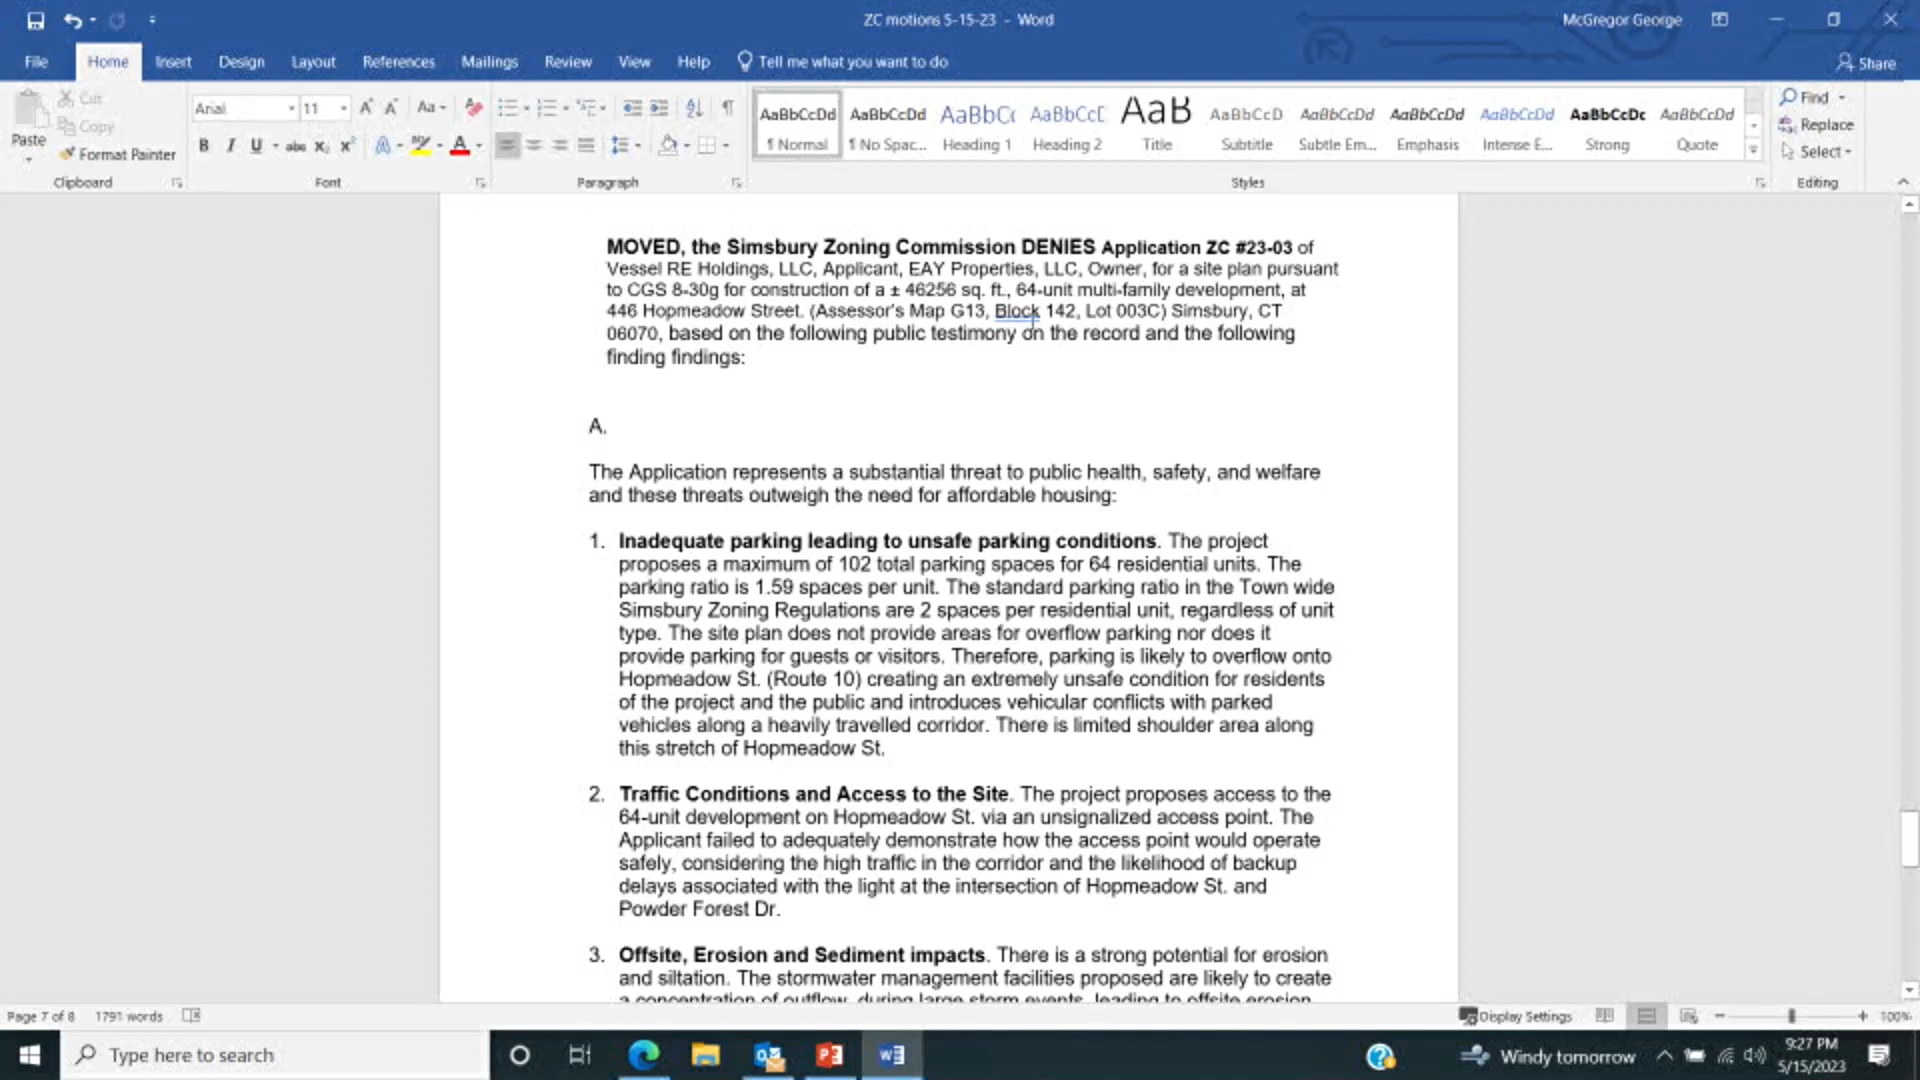 ZC motions 5-15-23 - Word
McGregor George
File Home Insert Design Layout References Mailings Review View Help Tell me what you want to do
Share
Paste
Cut
Copy
Format Painter
Clipboard
Arial 11
Font
Paragraph
AaBbCcDd AaBbCcDd AaBbCc AaBbCcC AaB AaBbCcD AaBbCcDd AaBbCcDd AaBbCcDd AaBbCcDc AaBbCcDd
¶ Normal ¶ No Spac... Heading 1 Heading 2 Title Subtitle Subtle Em... Emphasis Intense E... Strong Quote
Styles
Find
Replace
Select
Editing
MOVED, the Simsbury Zoning Commission DENIES Application ZC #23-03 of
Vessel RE Holdings, LLC, Applicant, EAY Properties, LLC, Owner, for a site plan pursuant
to CGS 8-30g for construction of a ± 46256 sq. ft., 64-unit multi-family development, at
446 Hopmeadow Street. (Assessor's Map G13, Block 142, Lot 003C) Simsbury, CT
06070, based on the following public testimony on the record and the following
finding findings:
A.
The Application represents a substantial threat to public health, safety, and welfare
and these threats outweigh the need for affordable housing:
1. Inadequate parking leading to unsafe parking conditions. The project
proposes a maximum of 102 total parking spaces for 64 residential units. The
parking ratio is 1.59 spaces per unit. The standard parking ratio in the Town wide
Simsbury Zoning Regulations are 2 spaces per residential unit, regardless of unit
type. The site plan does not provide areas for overflow parking nor does it
provide parking for guests or visitors. Therefore, parking is likely to overflow onto
Hopmeadow St. (Route 10) creating an extremely unsafe condition for residents
of the project and the public and introduces vehicular conflicts with parked
vehicles along a heavily travelled corridor. There is limited shoulder area along
this stretch of Hopmeadow St.
2. Traffic Conditions and Access to the Site. The project proposes access to the
64-unit development on Hopmeadow St. via an unsignalized access point. The
Applicant failed to adequately demonstrate how the access point would operate
safely, considering the high traffic in the corridor and the likelihood of backup
delays associated with the light at the intersection of Hopmeadow St. and
Powder Forest Dr.
3. Offsite, Erosion and Sediment impacts. There is a strong potential for erosion
and siltation. The stormwater management facilities proposed are likely to create
a concentration of outflow, during large storm events, leading to offsite erosion
Page 7 of 8 1791 words
Display Settings
100%
Type here to search
Windy tomorrow
9:27 PM
5/15/2023